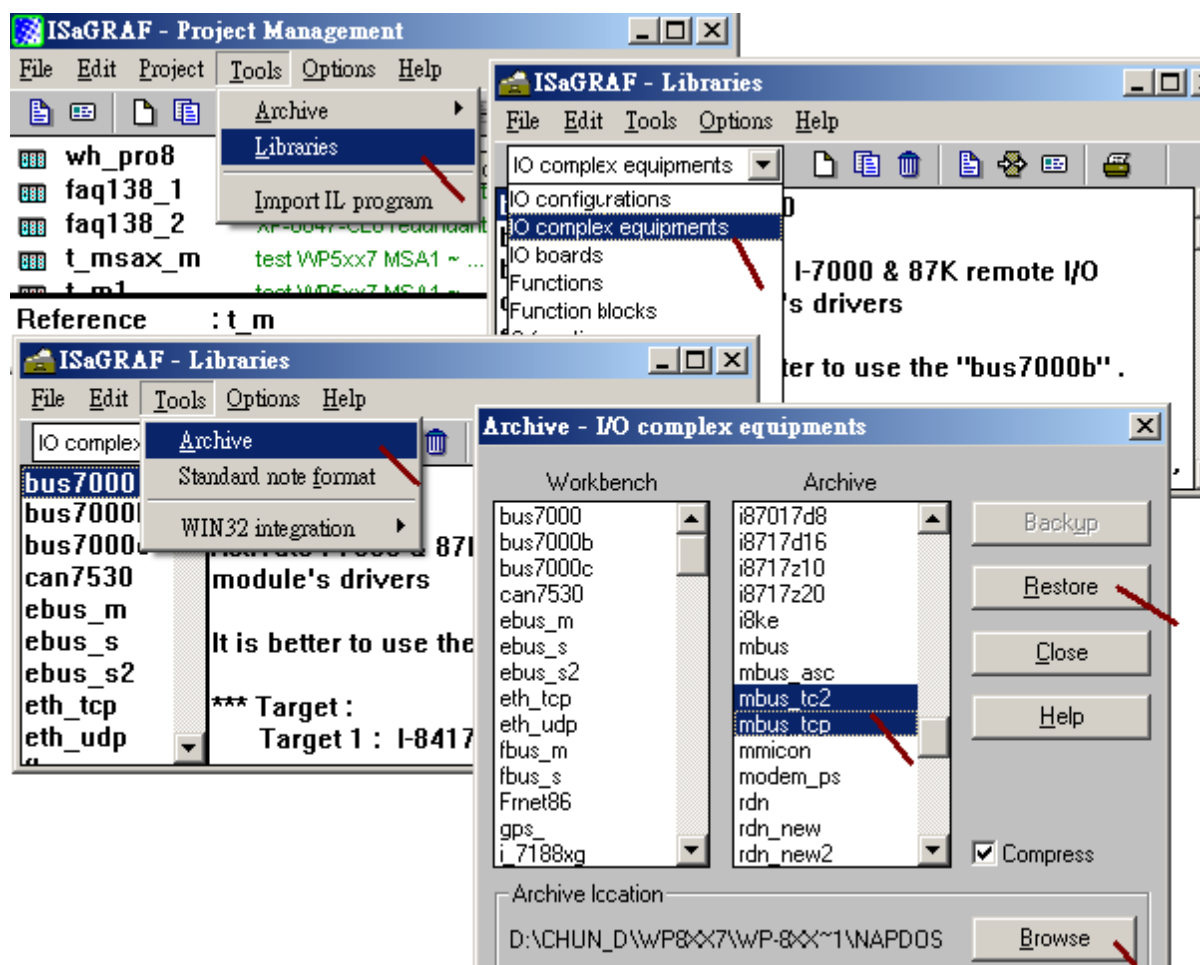 ISaGRAF - Project Management
File Edit Project Tools Options Help
Archive
Libraries
Import IL program
wh_pro8
faq138_1
faq138_2
t_msax_m test WP5xx7 MSA1 ~ ...
t_m1
Reference : t_m
ISaGRAF - Libraries
File Edit Tools Options Help
IO complex equipments
IO configurations
IO complex equipments
IO boards
Functions
Function blocks
I-7000 & 87K remote I/O
's drivers
ter to use the "bus7000b" .
ISaGRAF - Libraries
File Edit Tools Options Help
IO complex
Archive
Standard note format
WIN32 integration
bus7000
bus7000
bus7000
can7530
ebus_m
ebus_s
ebus_s2
eth_tcp
eth_udp
module's drivers
It is better to use the
*** Target :
Target 1 : I-8417
Archive - I/O complex equipments
Workbench
bus7000
bus7000b
bus7000c
can7530
ebus_m
ebus_s
ebus_s2
eth_tcp
eth_udp
fbus_m
fbus_s
Frnet86
gps_
i_7188xg
Archive
i87017d8
i8717d16
i8717z10
i8717z20
i8ke
mbus
mbus_asc
mbus_tc2
mbus_tcp
mmicon
modem_ps
rdn
rdn_new
rdn_new2
Backup
Restore
Close
Help
Compress
Archive location
D:\CHUN_D\WP8XX7\WP-8XX~1\NAPDOS
Browse